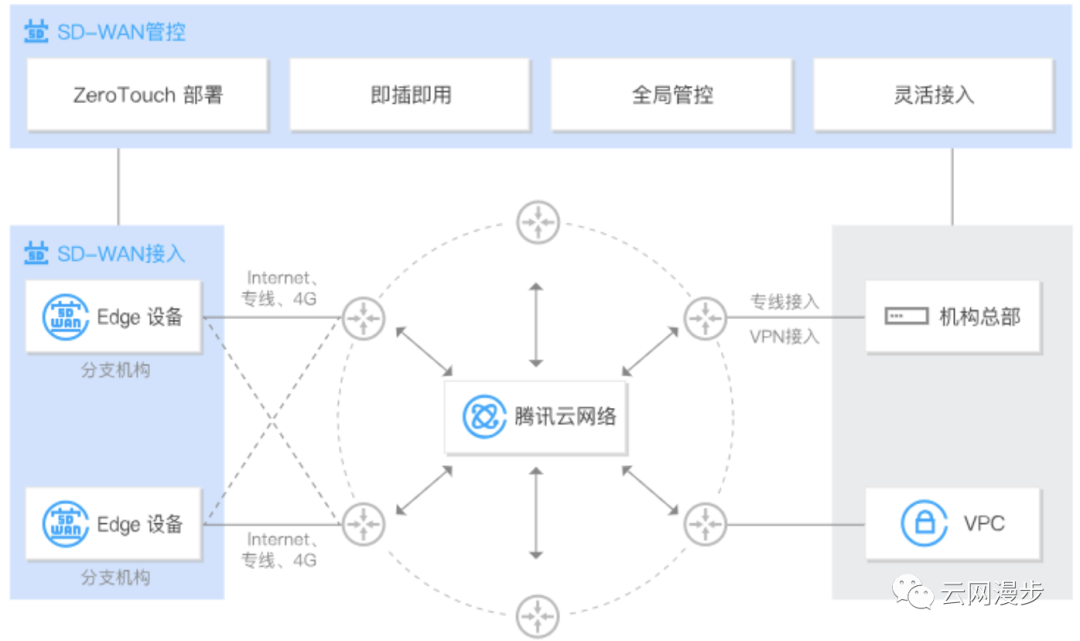 SD-WAN管控
ZeroTouch 部署
即插即用
全局管控
灵活接入
SD-WAN接入
SD
WAN
Edge 设备
分支机构
Internet、
专线、4G
专线接入
VPN接入
机构总部
腾讯云网络
SD
WAN
Edge 设备
分支机构
Internet、
专线、4G
VPC
云网漫步